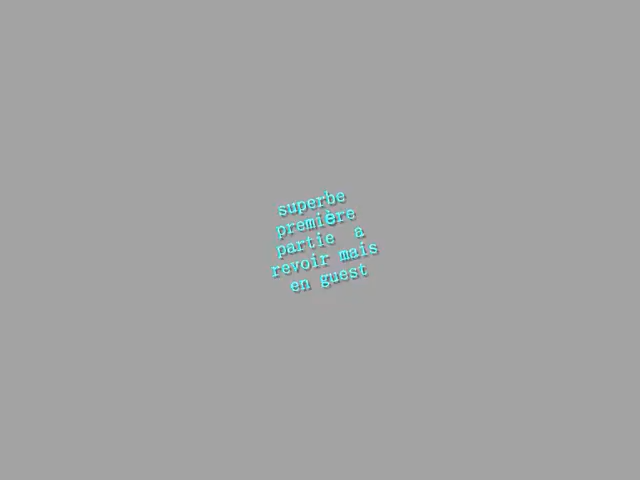 superbe
première
partie  a
revoir mais
en guest